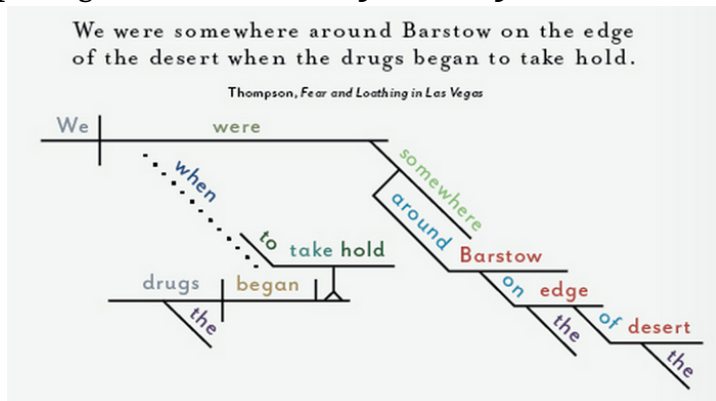 We were somewhere around Barstow on the edge
of the desert when the drugs began to take hold.
Thompson, Fear and Loathing in Las Vegas
We
were
when
somewhere
around
Barstow
to
take hold
drugs
began
the
on
edge
the
of
desert
the